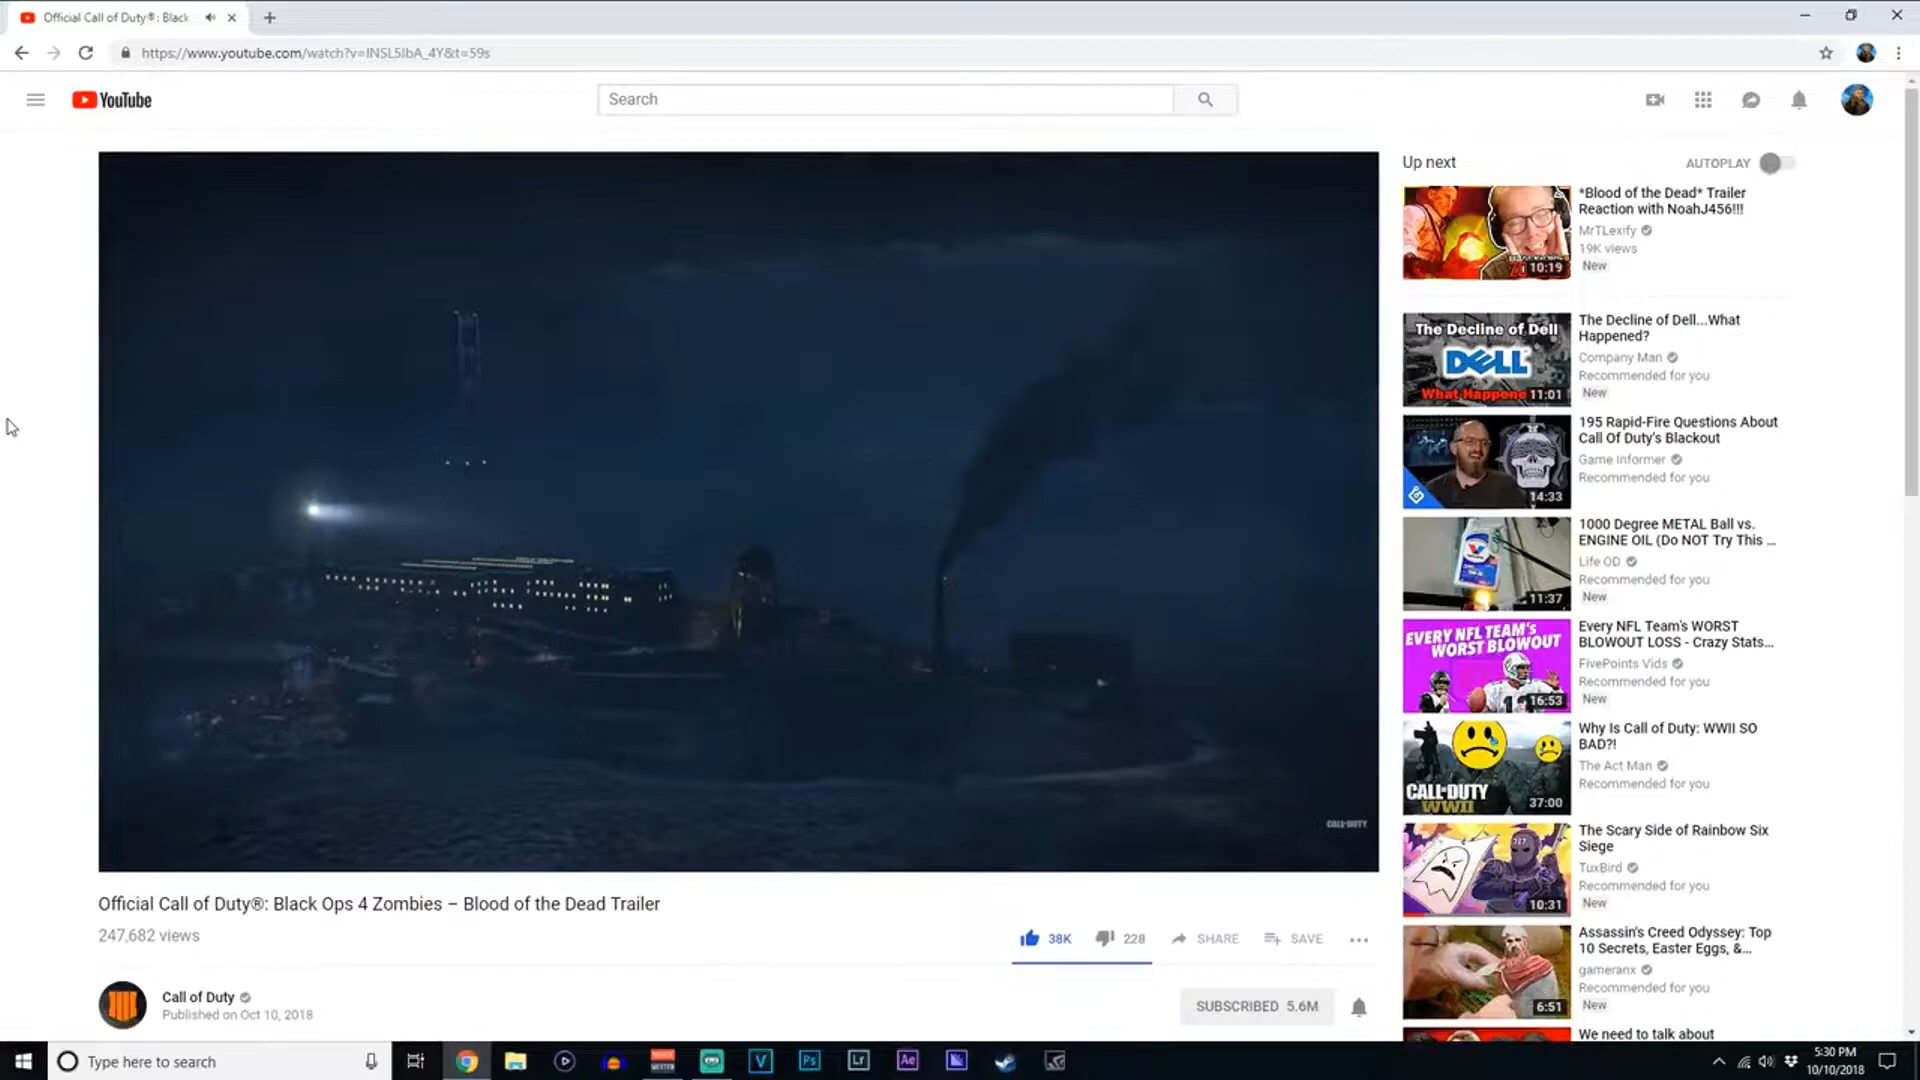 Official Call of Duty®: Black
https://www.youtube.com/watch?v=INSL5IbA_4Y&t=59s
YouTube
Search
CALL OF DUTY
Official Call of Duty®: Black Ops 4 Zombies – Blood of the Dead Trailer
247,682 views
38K
228
SHARE
SAVE
Call of Duty
Published on Oct 10, 2018
SUBSCRIBED 5.6M
Up next
AUTOPLAY
10:19
*Blood of the Dead* Trailer
Reaction with NoahJ456!!!
MrTLexify
19K views
New
The Decline of Dell
DELL
What Happene
11:01
The Decline of Dell...What
Happened?
Company Man
Recommended for you
New
14:33
195 Rapid-Fire Questions About
Call Of Duty's Blackout
Game Informer
Recommended for you
11:37
1000 Degree METAL Ball vs.
ENGINE OIL (Do NOT Try This ...
Life OD
Recommended for you
New
EVERY NFL TEAM'S
WORST BLOWOUT
16:53
Every NFL Team's WORST
BLOWOUT LOSS - Crazy Stats...
FivePoints Vids
Recommended for you
New
CALL OF DUTY
WWII
37:00
Why Is Call of Duty: WWII SO
BAD?!
The Act Man
Recommended for you
10:31
The Scary Side of Rainbow Six
Siege
TuxBird
Recommended for you
New
6:51
Assassin's Creed Odyssey: Top
10 Secrets, Easter Eggs, &...
gameranx
Recommended for you
New
We need to talk about
Type here to search
V
Ps
Lr
Ae
5:30 PM
10/10/2018